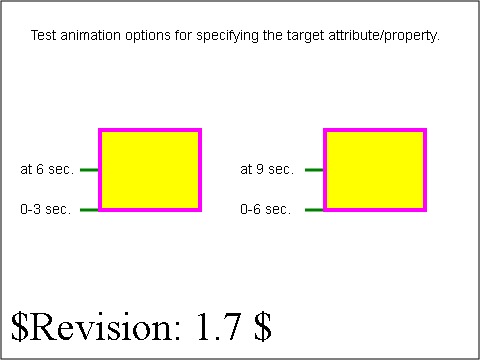 Test animation options for specifying the target attribute/property.
at 6 sec.
at 9 sec.
0-3 sec.
0-6 sec.
$Revision: 1.7 $